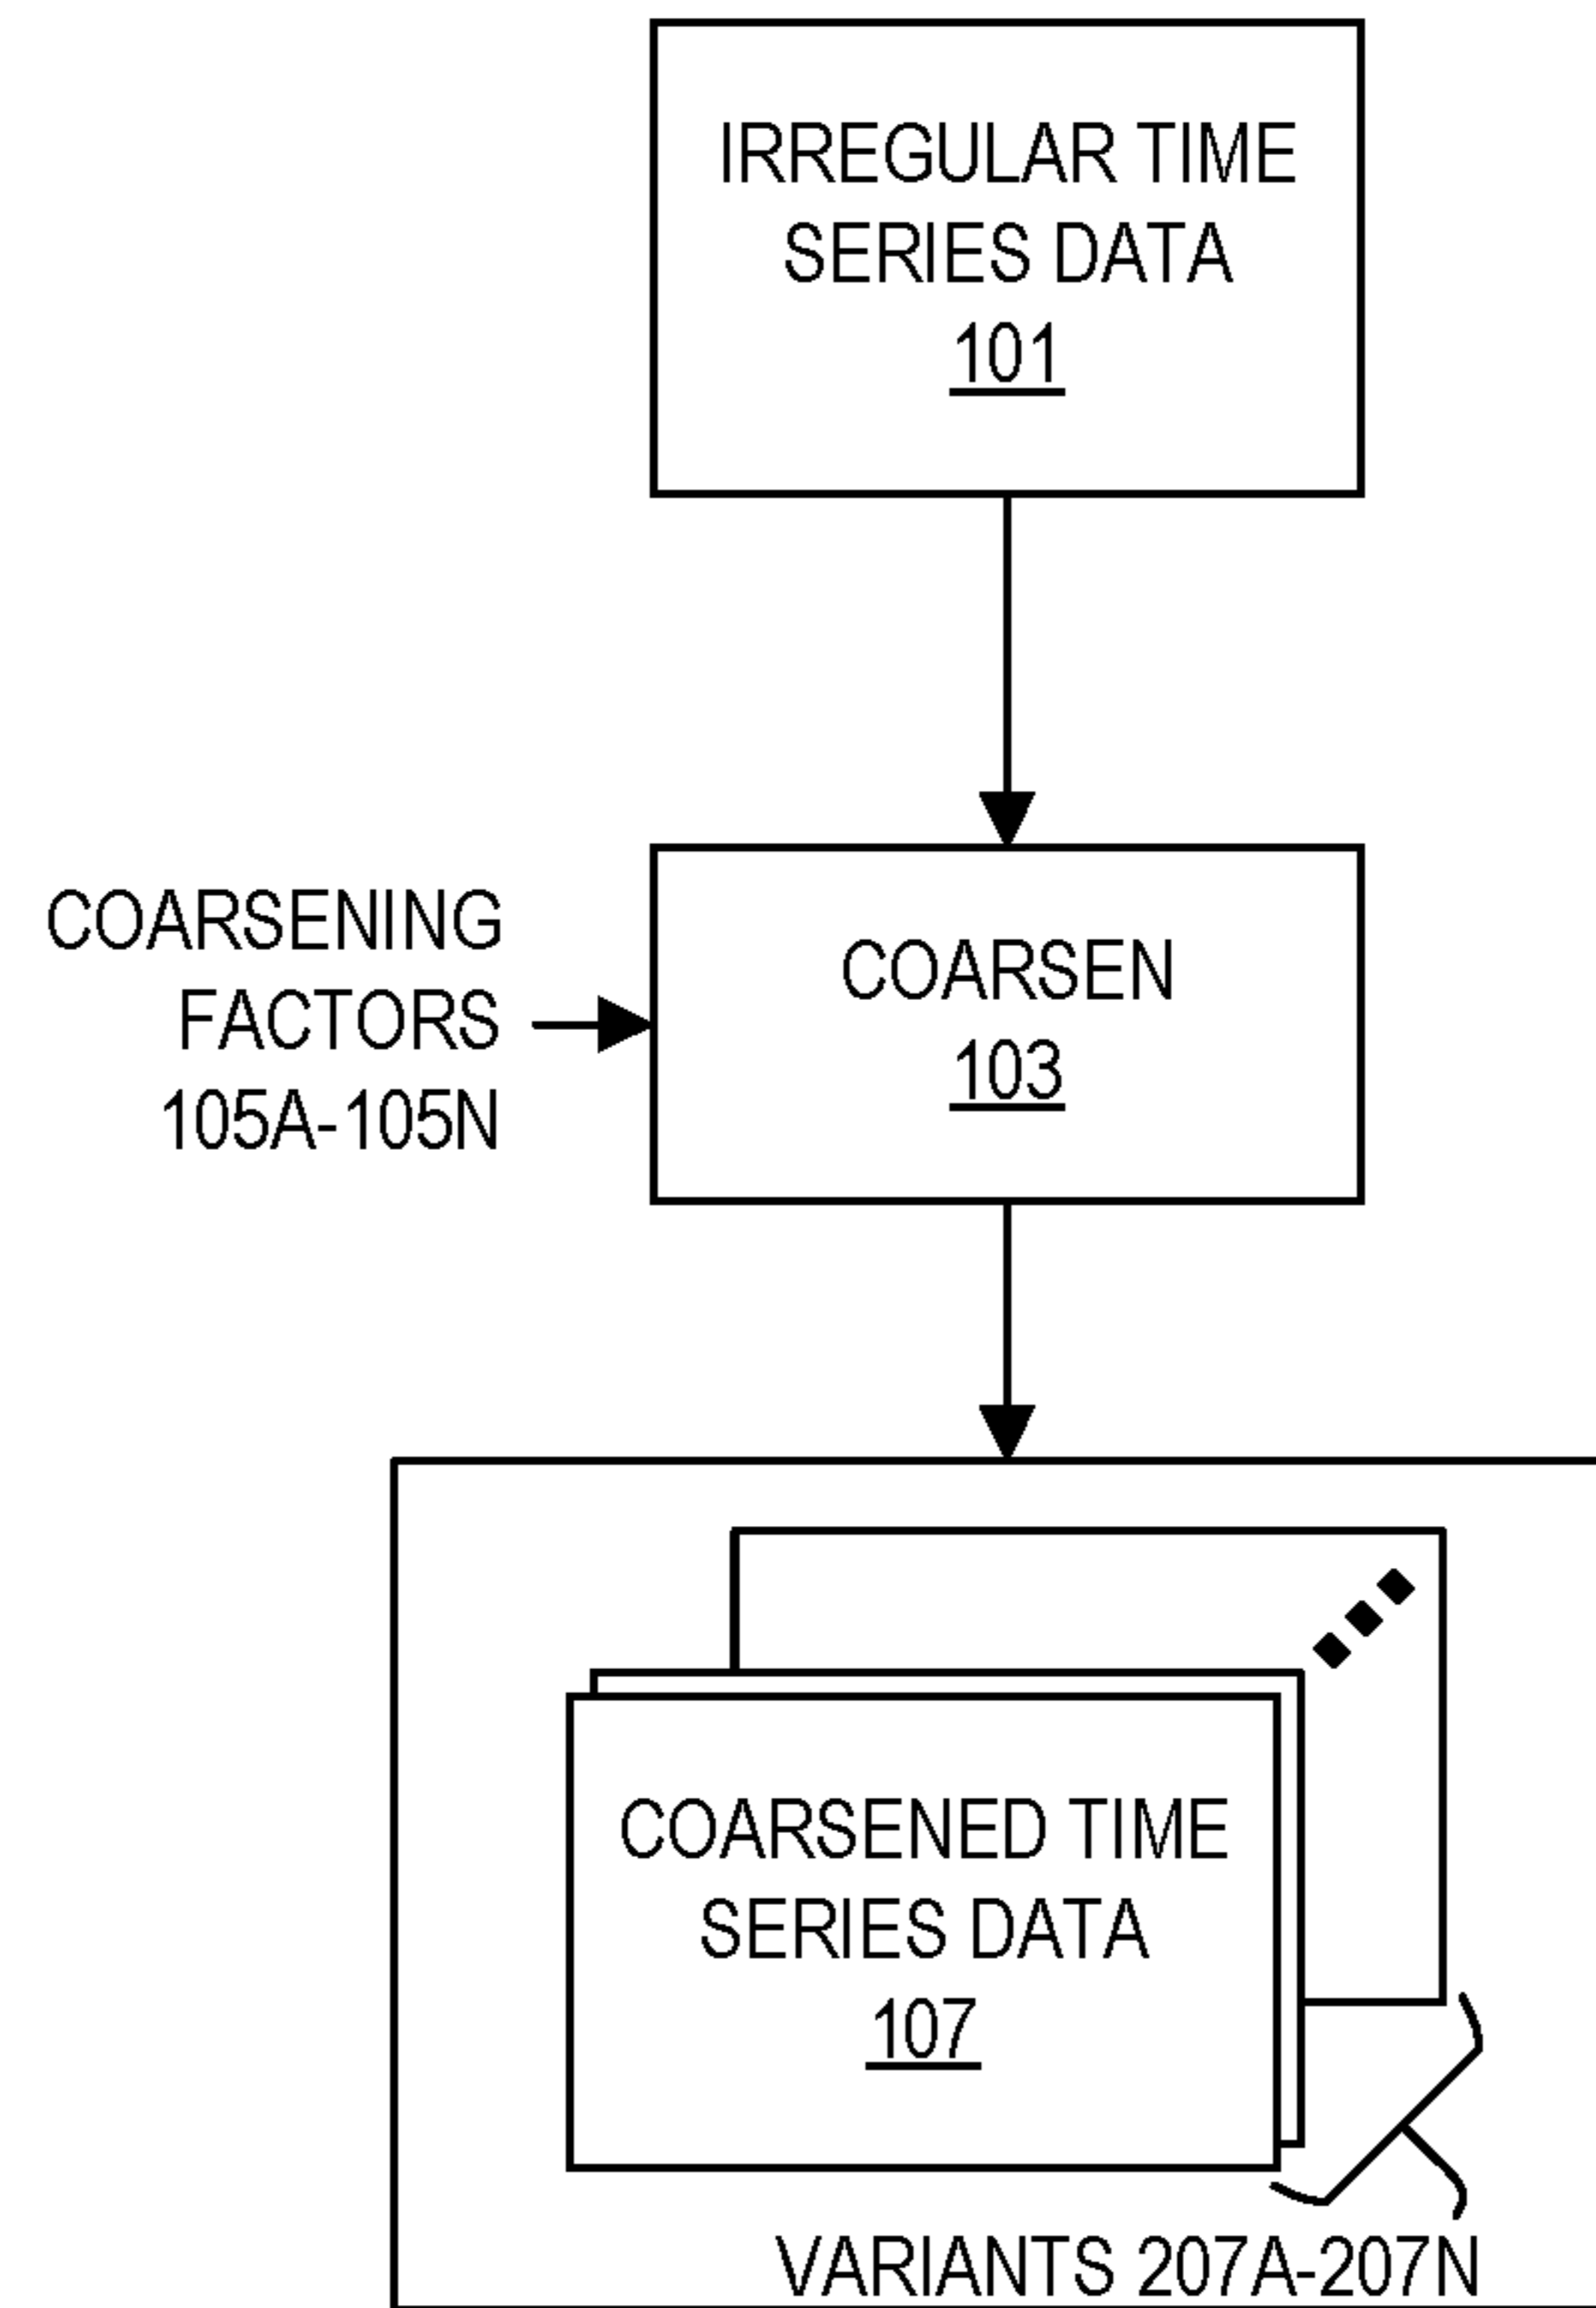 IRREGULAR TIME
SERIES DATA
101
COARSENING
FACTORS
105A-105N
COARSEN
103
COARSENED TIME
SERIES DATA
107
VARIANTS 207A-207N